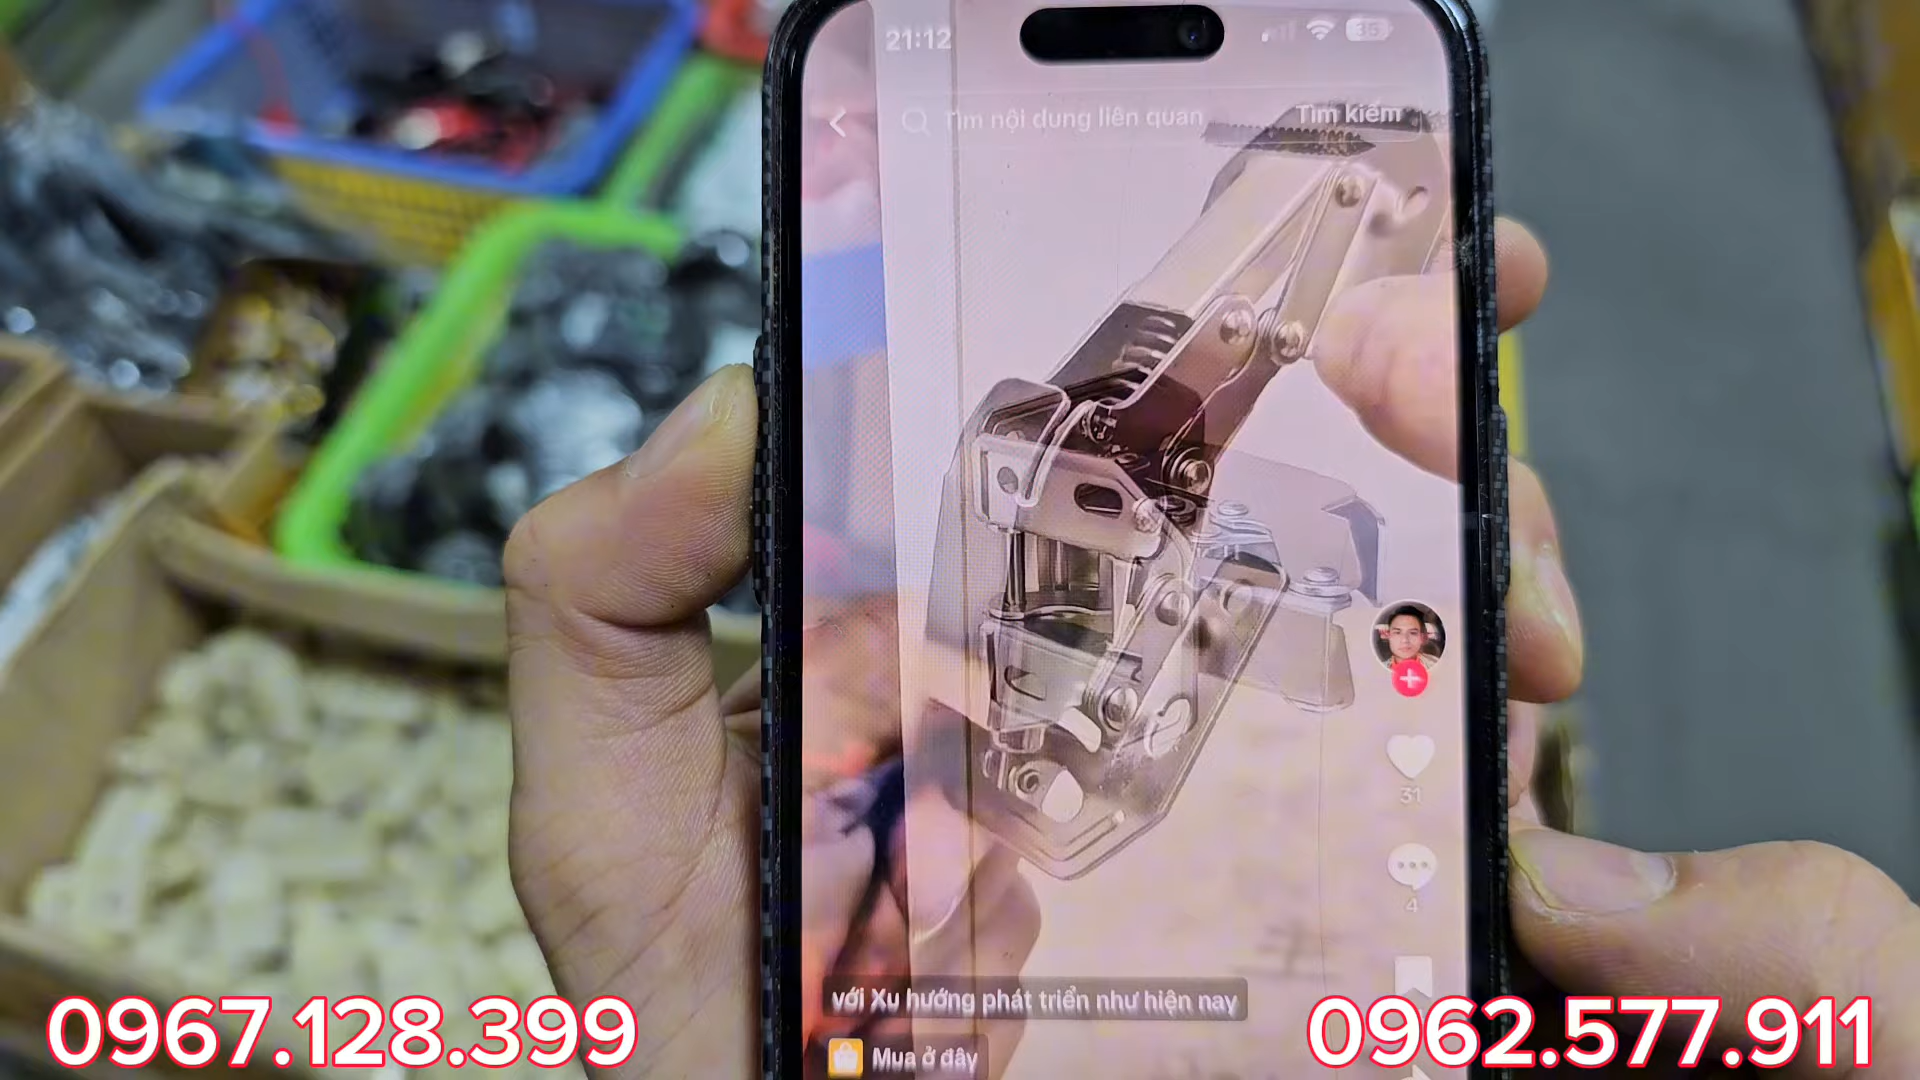 21:12
35
Tìm nội dung liên quan
Tìm kiếm
31
4
với Xu hướng phát triển như hiện nay
Mua ở đây
0967.128.399
0962.577.911